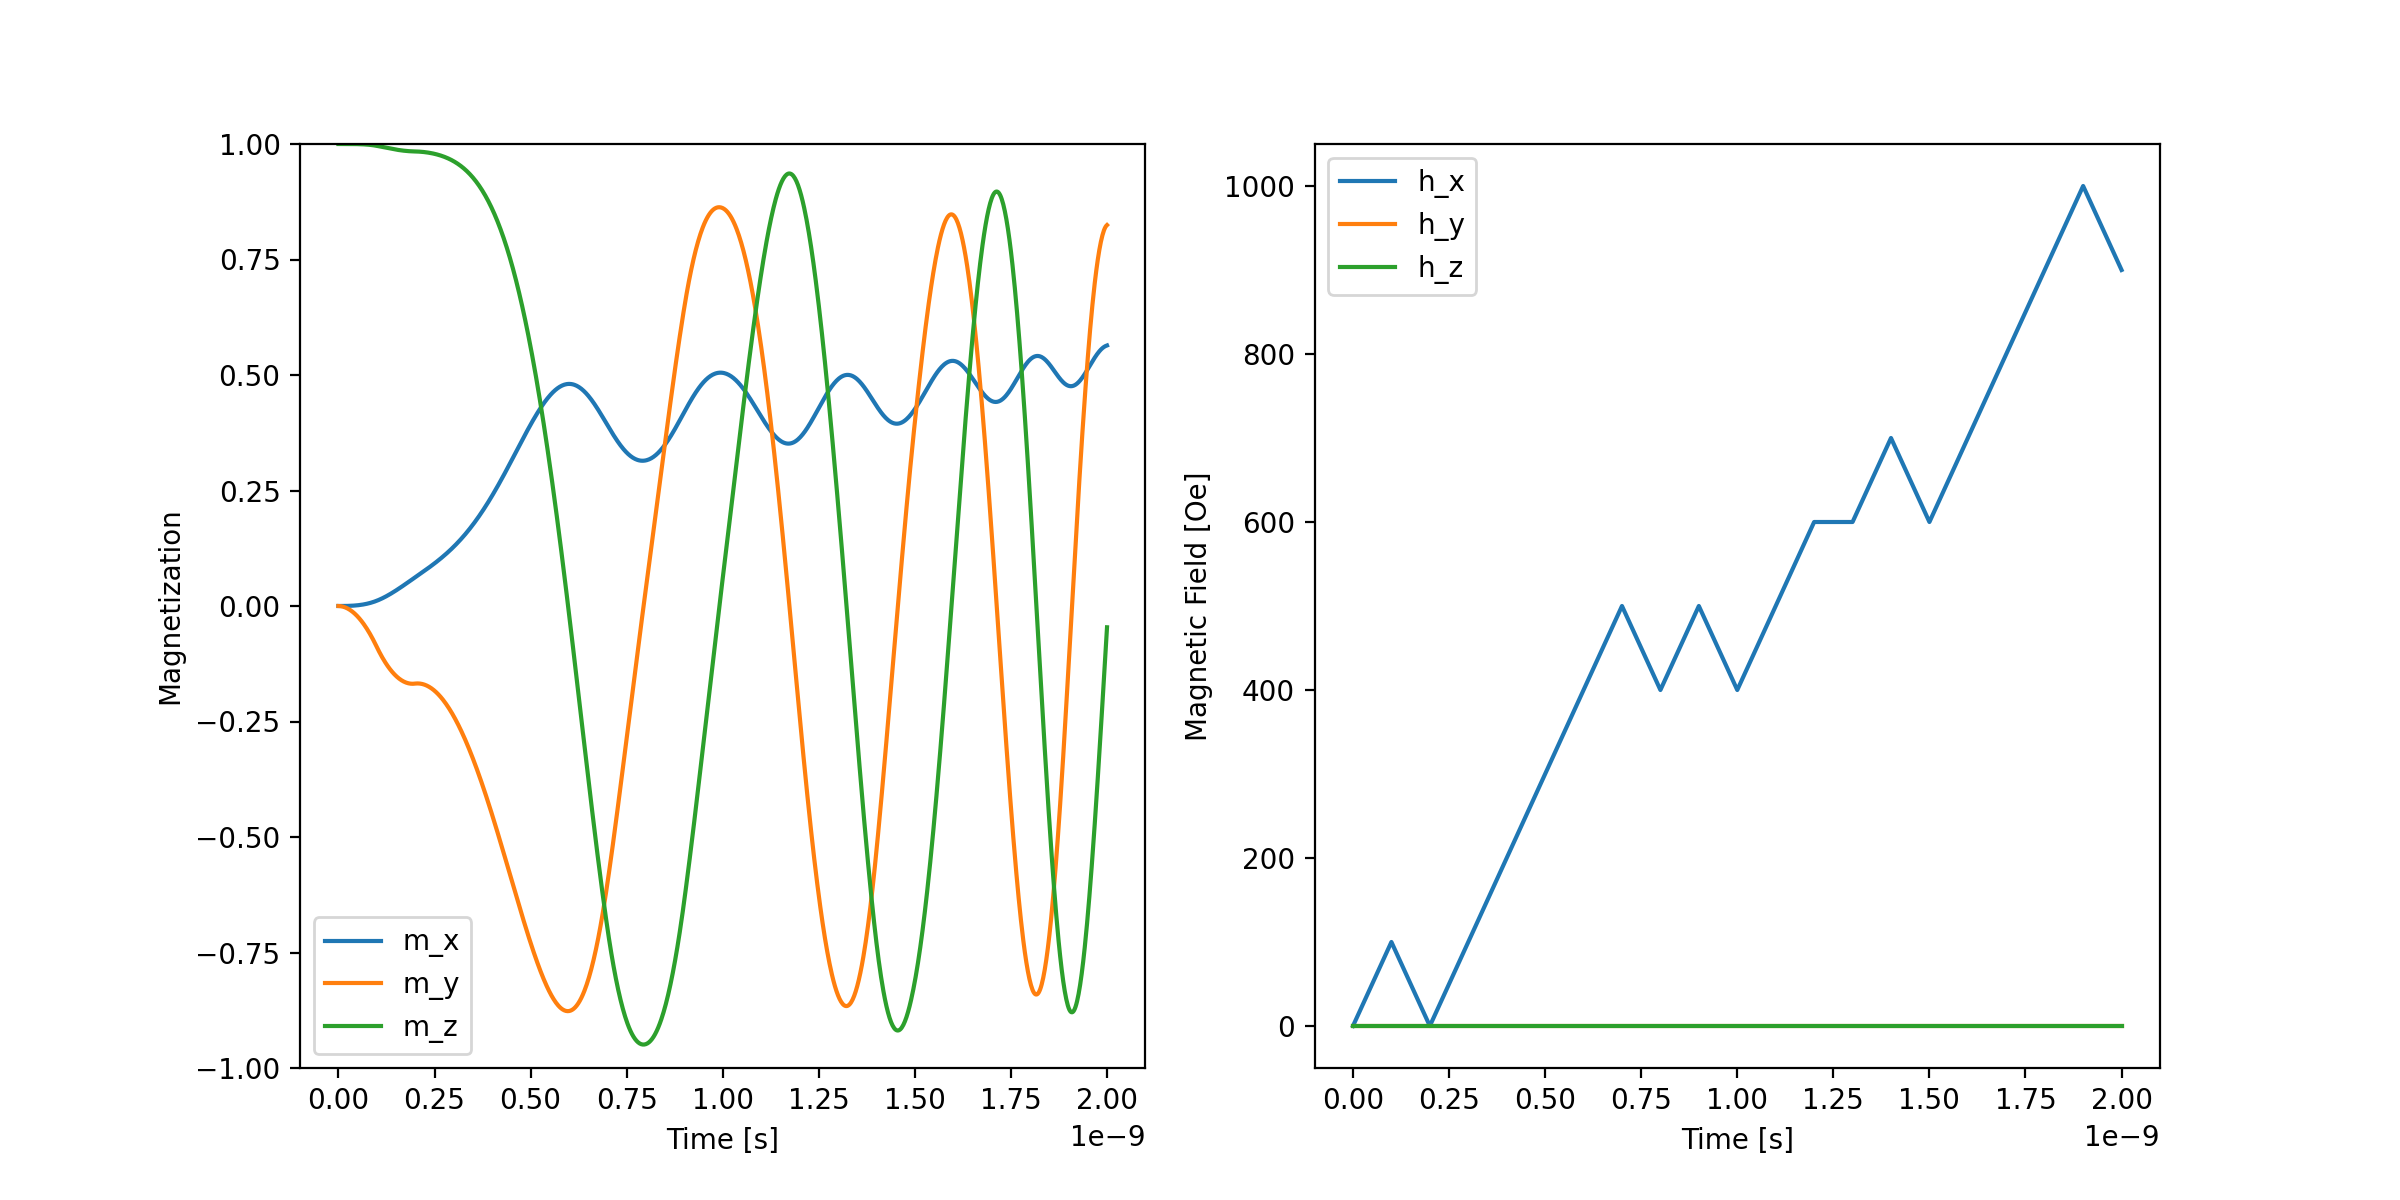 1.00
0.75
0.50
0.25
0.00
−0.25
−0.50
−0.75
−1.00
Magnetization
m_x
m_y
m_z
0.00 0.25 0.50 0.75 1.00 1.25 1.50 1.75 2.00
Time [s]
1e−9
1000
800
600
400
200
0
Magnetic Field [Oe]
h_x
h_y
h_z
0.00 0.25 0.50 0.75 1.00 1.25 1.50 1.75 2.00
Time [s]
1e−9